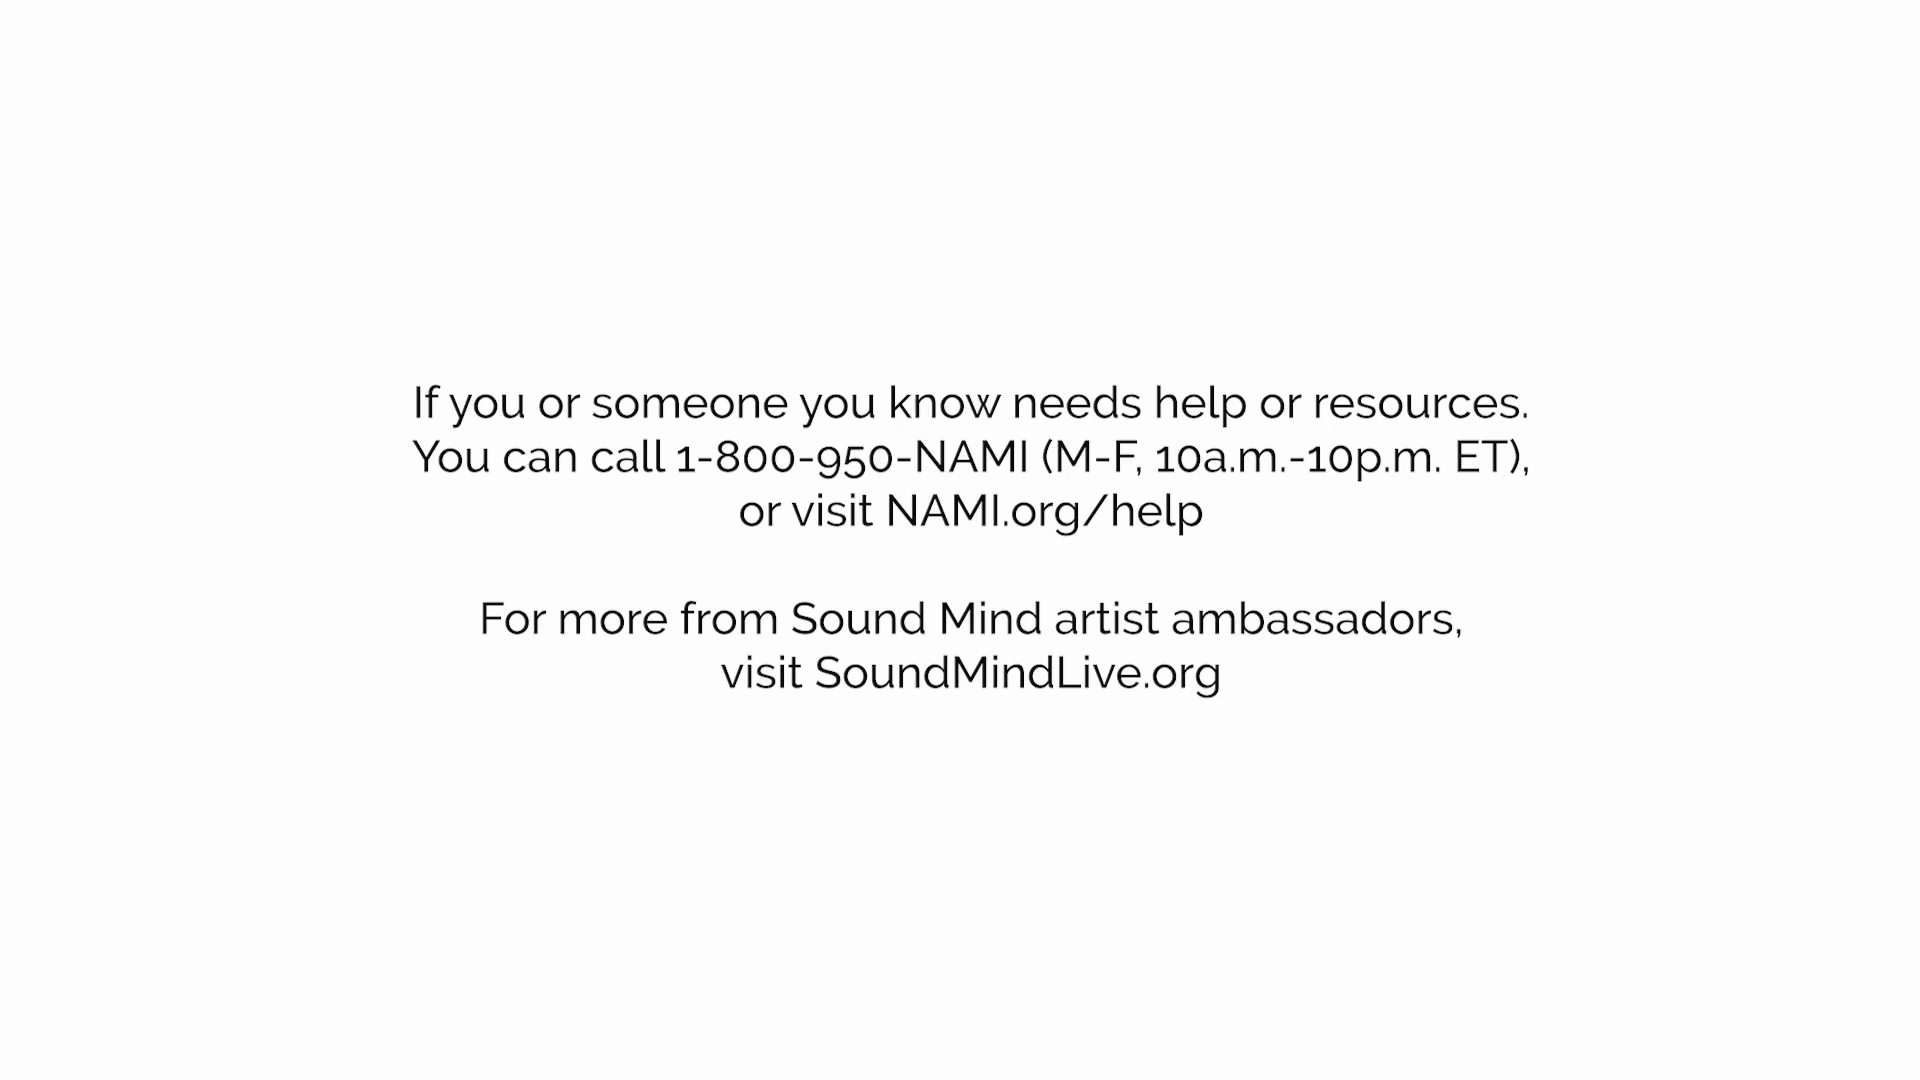 If you or someone you know needs help or resources.
You can call 1-800-950-NAMI (M-F, 10a.m.-10p.m. ET),
or visit NAMI.org/help
For more from Sound Mind artist ambassadors,
visit SoundMindLive.org